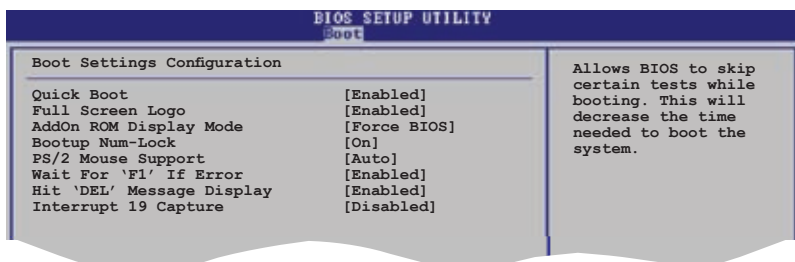 BIOS SETUP UTILITY
Boot
Boot Settings Configuration
Quick Boot [Enabled]
Full Screen Logo [Enabled]
AddOn ROM Display Mode [Force BIOS]
Bootup Num-Lock [On]
PS/2 Mouse Support [Auto]
Wait For ‘F1’ If Error [Enabled]
Hit ‘DEL’ Message Display [Enabled]
Interrupt 19 Capture [Disabled]
Allows BIOS to skip
certain tests while
booting. This will
decrease the time
needed to boot the
system.